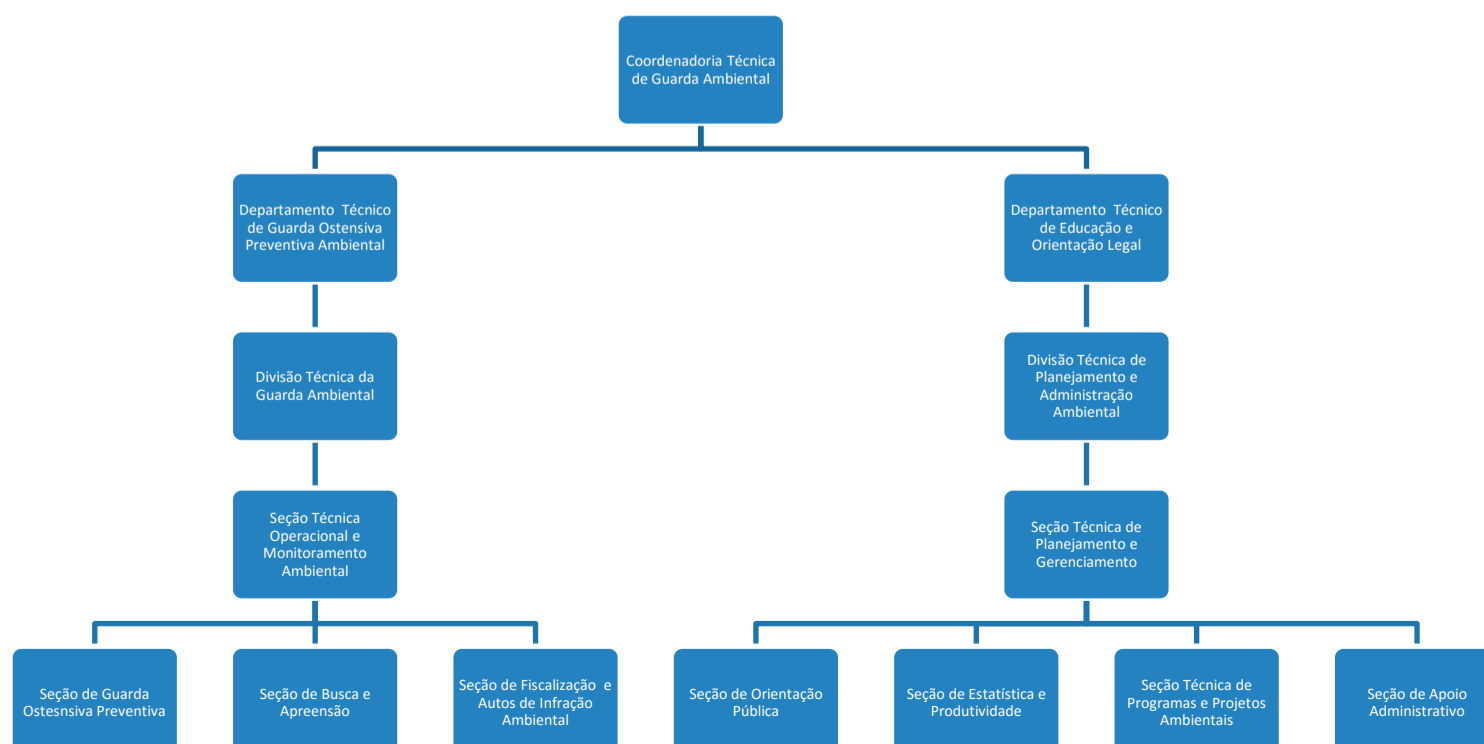 Coordenadoria Técnica
de Guarda Ambiental
Departamento Técnico
de Guarda Ostensiva
Preventiva Ambiental
Departamento Técnico
de Educação e
Orientação Legal
Divisão Técnica da
Guarda Ambiental
Divisão Técnica de
Planejamento e
Administração
Ambiental
Seção Técnica
Operacional e
Monitoramento
Ambiental
Seção Técnica de
Planejamento e
Gerenciamento
Seção de Guarda
Ostesnsiva Preventiva
Seção de Busca e
Apreensão
Seção de Fiscalização e
Autos de Infração
Ambiental
Seção de Orientação
Pública
Seção de Estatística e
Produtividade
Seção Técnica de
Programas e Projetos
Ambientais
Seção de Apoio
Administrativo